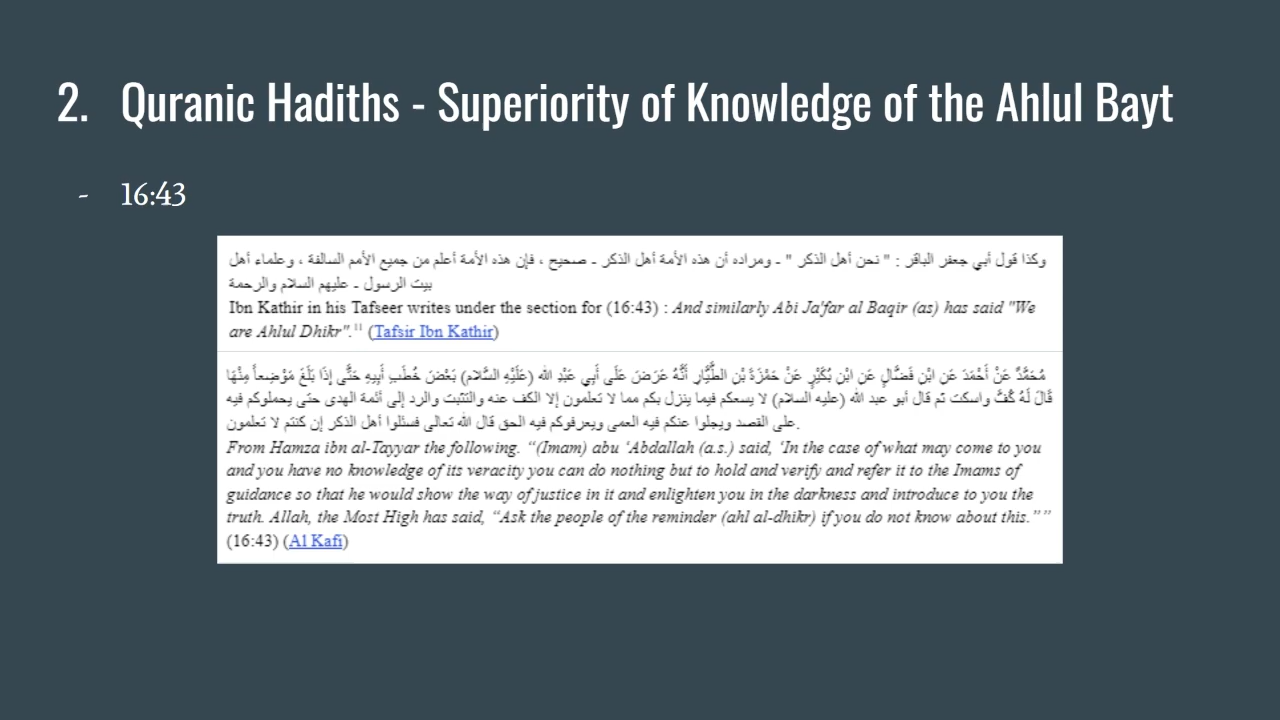 2. Quranic Hadiths - Superiority of Knowledge of the Ahlul Bayt
- 16:43
وكذا قول أبي جعفر الباقر : " نحن أهل الذكر " - ومراده أن هذه الأمة أهل الذكر - صحيح ، فإن هذه الأمة أعلم من جميع الأمم السالفة ، وعلماء أهل
بيت الرسول - عليهم السلام والرحمة
Ibn Kathir in his Tafseer writes under the section for (16:43) : And similarly Abi Ja'far al Baqir (as) has said "We
are Ahlul Dhikr".¹¹ (Tafsir Ibn Kathir)
مُحَمَّدٌ عَنْ أَحْمَدَ عَنِ ابْنِ فَضَّالٍ عَنِ ابْنِ بُكَيْرٍ عَنْ حَمْزَةَ بْنِ الطَّيَّارِ أَنَّهُ عَرَضَ عَلَى أَبِي عَبْدِ الله (عَلَيْهِ السَّلام) بَعْضَ خُطَبِ أَبِيهِ حَتَّى إِذَا بَلَغَ مَوْضِعاً مِنْهَا
قَالَ لَهُ كُفَّ واسكت ثم قال أبو عبد الله (عليه السلام) لا يسعكم فيما ينزل بكم مما لا تعلمون إلا الكف عنه والتثبت والرد إلى أئمة الهدى حتى يحملوكم فيه
على القصد ويجلوا عنكم فيه العمى ويعرفوكم فيه الحق قال الله تعالى فسئلوا أهل الذكر إن كنتم لا تعلمون.
From Hamza ibn al-Tayyar the following. “(Imam) abu ‘Abdallah (a.s.) said, ‘In the case of what may come to you
and you have no knowledge of its veracity you can do nothing but to hold and verify and refer it to the Imams of
guidance so that he would show the way of justice in it and enlighten you in the darkness and introduce to you the
truth. Allah, the Most High has said, “Ask the people of the reminder (ahl al-dhikr) if you do not know about this.””
(16:43) (Al Kafi)